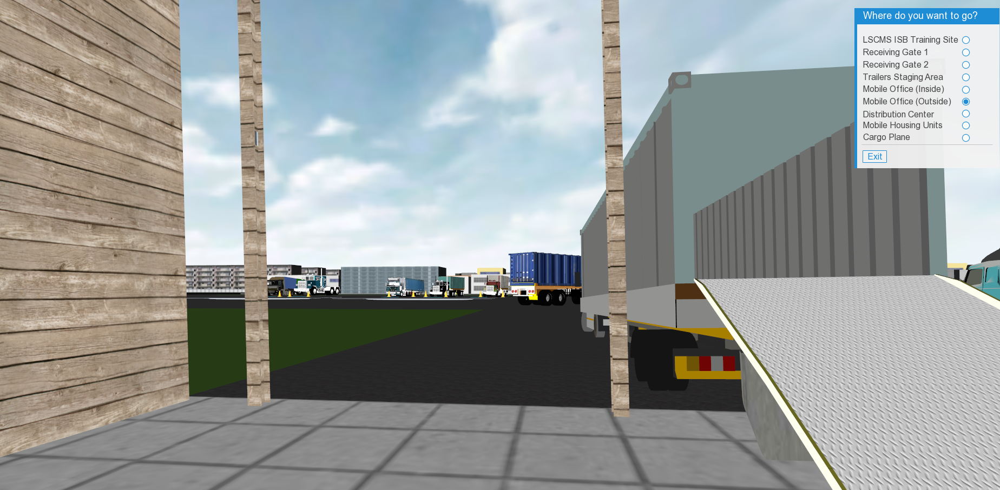 Where do you want to go?
LSCMS ISB Training Site
Receiving Gate 1
Receiving Gate 2
Trailers Staging Area
Mobile Office (Inside)
Mobile Office (Outside)
Distribution Center
Mobile Housing Units
Cargo Plane
Exit